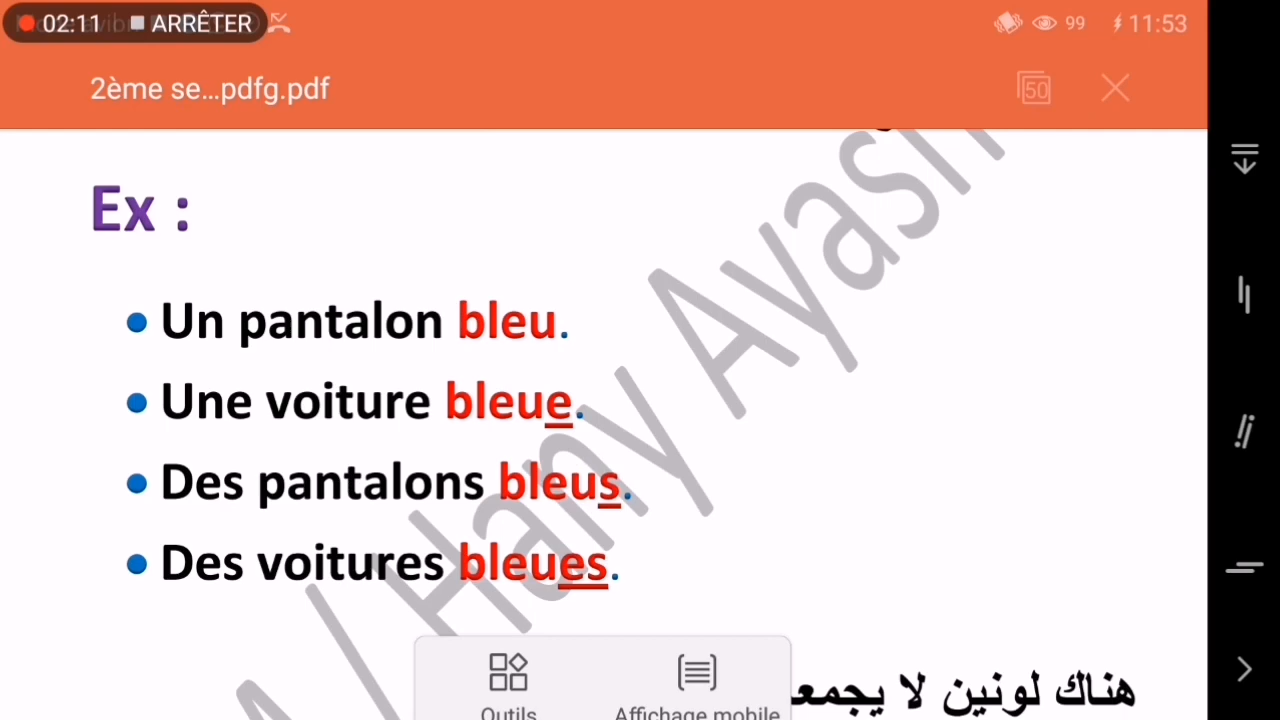 02:11 ARRÊTER 99 11:53
2ème se...pdfg.pdf 50
Ex :
Un pantalon bleu.
Une voiture bleue.
Des pantalons bleus.
Des voitures bleues.
/ Hany Ayash
هناك لونين لا يجمع
Outils Affichage mobile